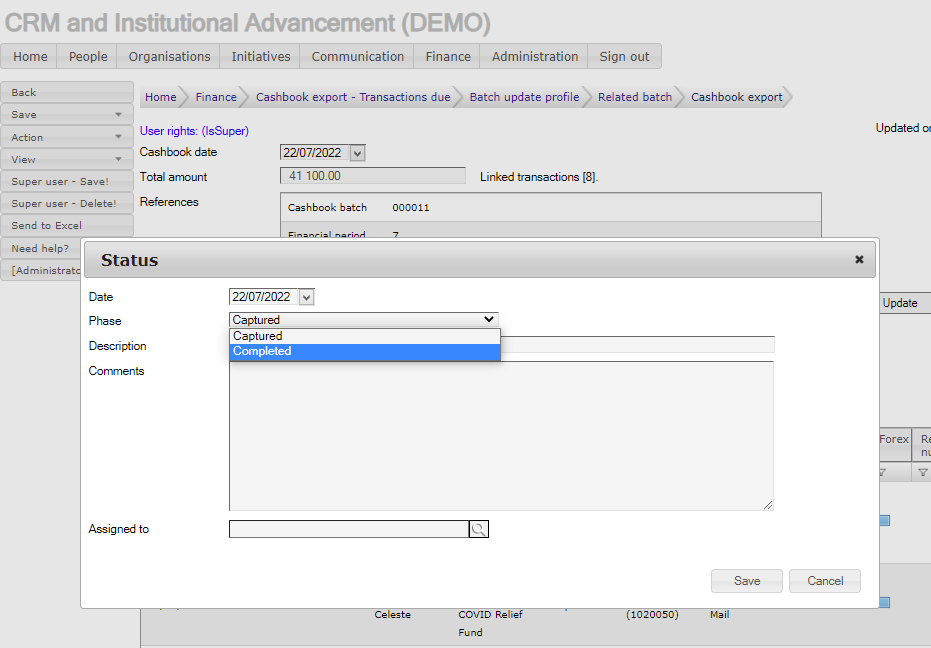 CRM and Institutional Advancement (DEMO)
Home People Organisations Initiatives Communication Finance Administration Sign out
Back
Save
Action
View
Super user - Save!
Super user - Delete!
Send to Excel
Need help?
[Administrato
Home Finance Cashbook export - Transactions due Batch update profile Related batch Cashbook export
User rights: (IsSuper)
Updated on
Cashbook date 22/07/2022
Total amount 41 100.00 Linked transactions [8].
References
Cashbook batch 000011
Financial period 7
Status
Date 22/07/2022
Phase Captured
Captured
Completed
Description
Comments
Assigned to
Save Cancel
Update
Forex Re
nu
Celeste COVID Relief (1020050) Mail
Fund